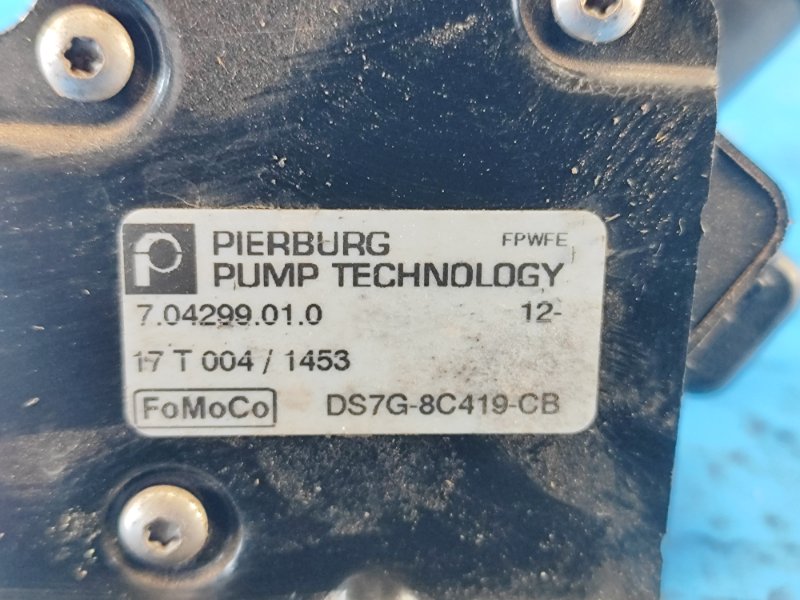 PIERBURG FPWFE
PUMP TECHNOLOGY
7.04299.01.0 12-
17 T 004 / 1453
FoMoCo DS7G-8C419-CB